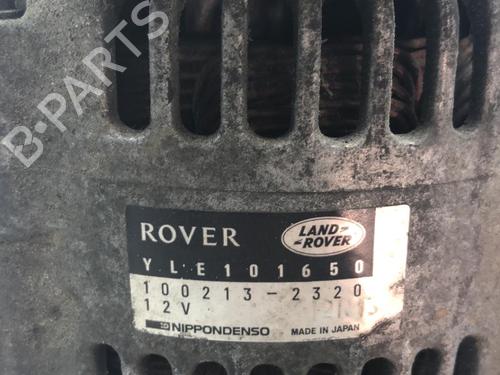 B-PARTS
ROVER
LAND-
-ROVER
YLE101650
100213-2320
12V
NIPPONDENSO MADE IN JAPAN